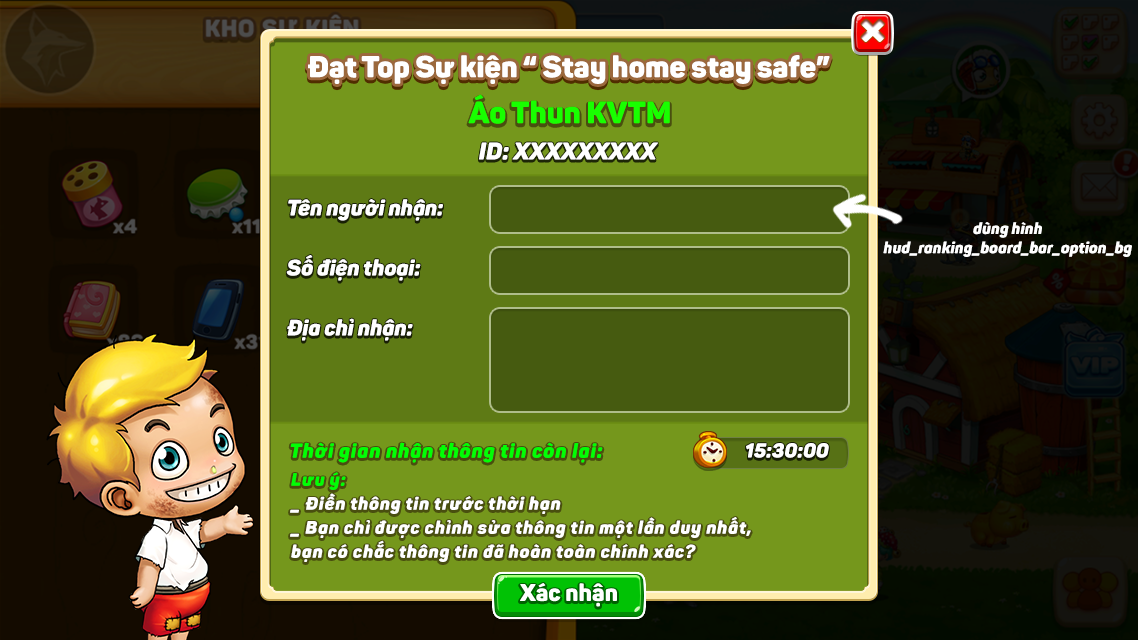 KHO SỰ KIỆN
Đạt Top Sự kiện “ Stay home stay safe”
Áo Thun KVTM
ID: XXXXXXXXX
x4
x11
Tên người nhận:
dùng hình
hud_ranking_board_bar_option_bg
Số điện thoại:
Địa chỉ nhận:
x3
VIP
Thời gian nhận thông tin còn lại:
15:30:00
Lưu ý:
_ Điền thông tin trước thời hạn
_ Bạn chỉ được chỉnh sửa thông tin một lần duy nhất,
bạn có chắc thông tin đã hoàn toàn chính xác?
Xác nhận